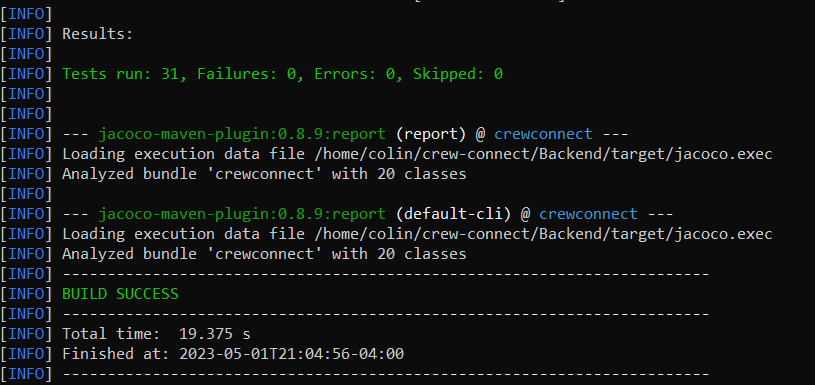 [INFO]
[INFO] Results:
[INFO]
[INFO] Tests run: 31, Failures: 0, Errors: 0, Skipped: 0
[INFO]
[INFO]
[INFO] --- jacoco-maven-plugin:0.8.9:report (report) @ crewconnect ---
[INFO] Loading execution data file /home/colin/crew-connect/Backend/target/jacoco.exec
[INFO] Analyzed bundle 'crewconnect' with 20 classes
[INFO]
[INFO] --- jacoco-maven-plugin:0.8.9:report (default-cli) @ crewconnect ---
[INFO] Loading execution data file /home/colin/crew-connect/Backend/target/jacoco.exec
[INFO] Analyzed bundle 'crewconnect' with 20 classes
[INFO] ------------------------------------------------------------------------
[INFO] BUILD SUCCESS
[INFO] ------------------------------------------------------------------------
[INFO] Total time:  19.375 s
[INFO] Finished at: 2023-05-01T21:04:56-04:00
[INFO] ------------------------------------------------------------------------